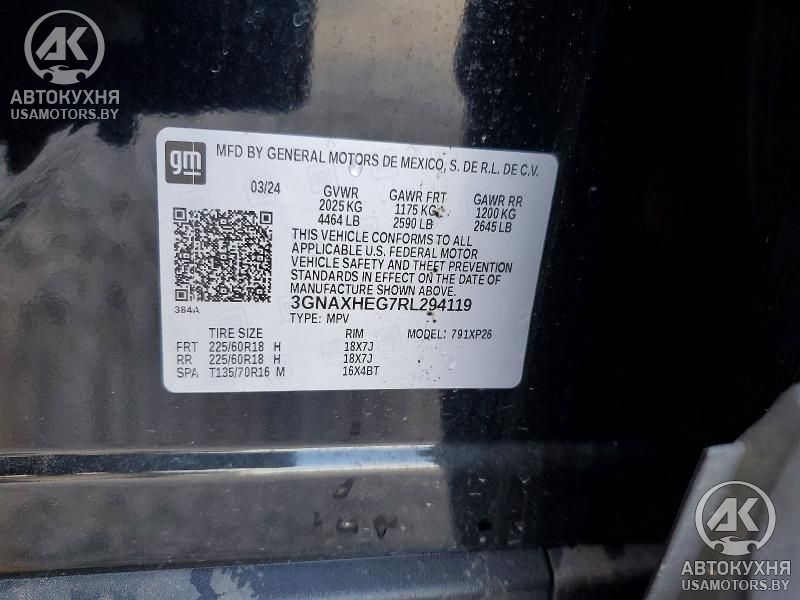 AK
АВТОКУХНЯ
USAMOTORS.BY
gm
MFD BY GENERAL MOTORS DE MEXICO, S. DE R.L. DE C.V.
03/24 GVWR GAWR FRT GAWR RR
2025 KG 1175 KG 1200 KG
4464 LB 2590 LB 2645 LB
THIS VEHICLE CONFORMS TO ALL
APPLICABLE U.S. FEDERAL MOTOR
VEHICLE SAFETY AND THEFT PREVENTION
STANDARDS IN EFFECT ON THE DATE OF
MANUFACTURE SHOWN ABOVE.
384A 3GNAXHEG7RL294119
TYPE: MPV
TIRE SIZE RIM MODEL: 791XP26
FRT 225/60R18 H 18X7J
RR 225/60R18 H 18X7J
SPA T135/70R16 M 16X4BT
AK
АВТОКУХНЯ
USAMOTORS.BY